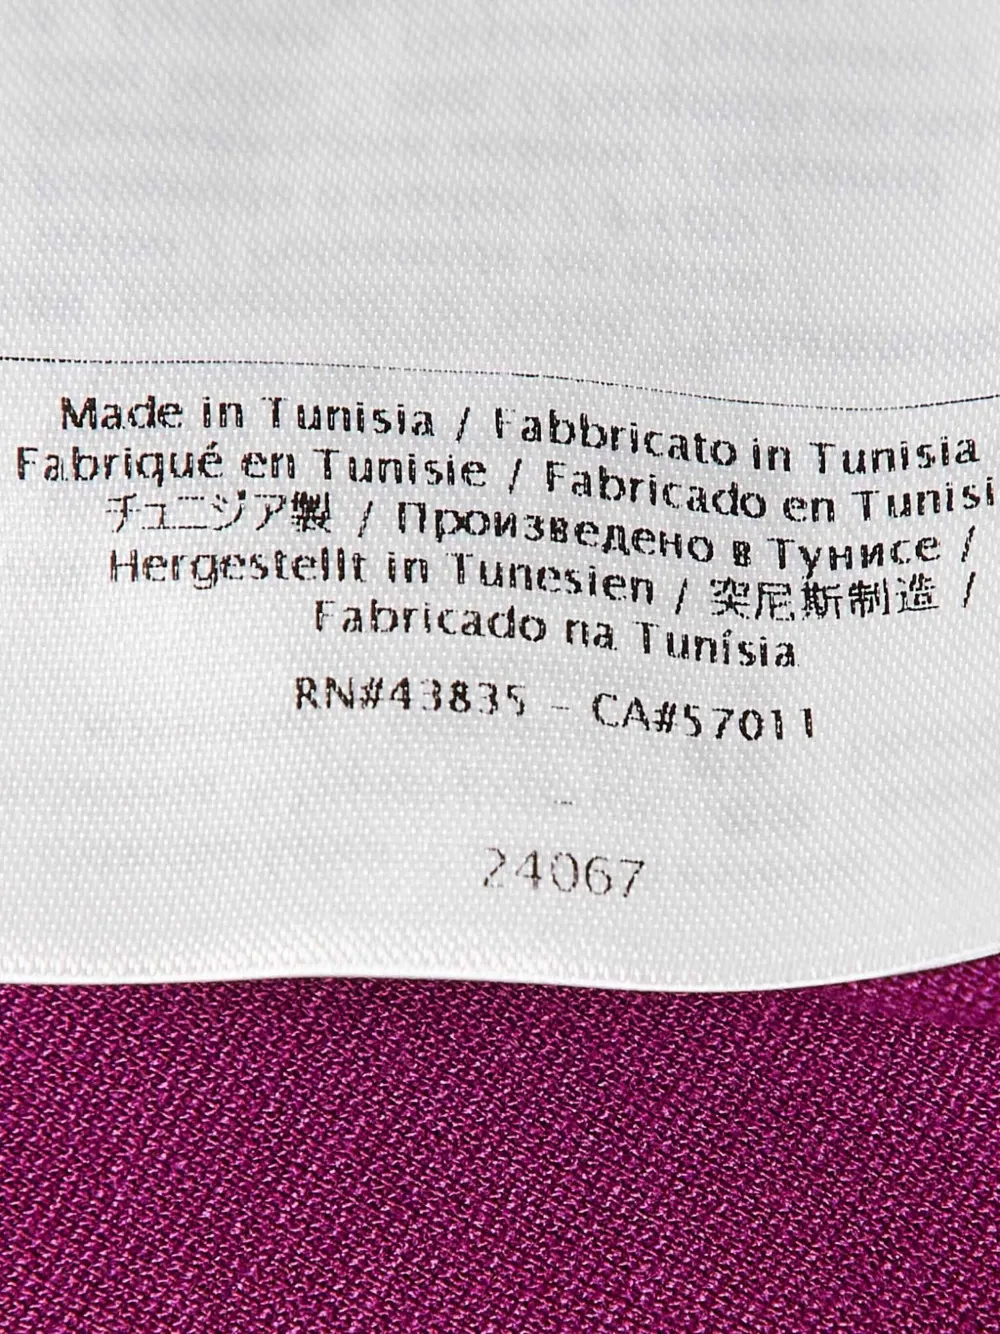 Made in Tunisia / Fabbricato in Tunisia
Fabriqué en Tunisie / Fabricado en Tunisi
チュニジア製 / Произведено в Тунисе /
Hergestellt in Tunesien / 突尼斯制造 /
Fabricado na Tunísia
RN#43835 - CA#57011
-
24067